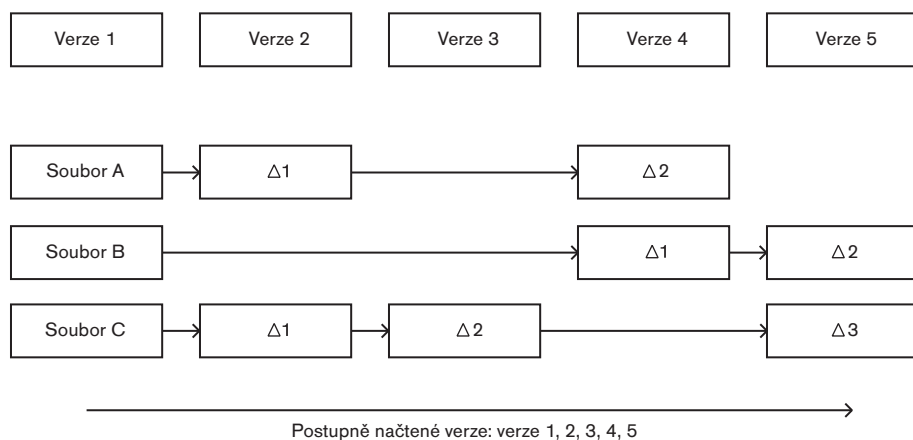 Verze 1 Verze 2 Verze 3 Verze 4 Verze 5
Soubor A △1 △2
Soubor B △1 △2
Soubor C △1 △2 △3
Postupně načtené verze: verze 1, 2, 3, 4, 5